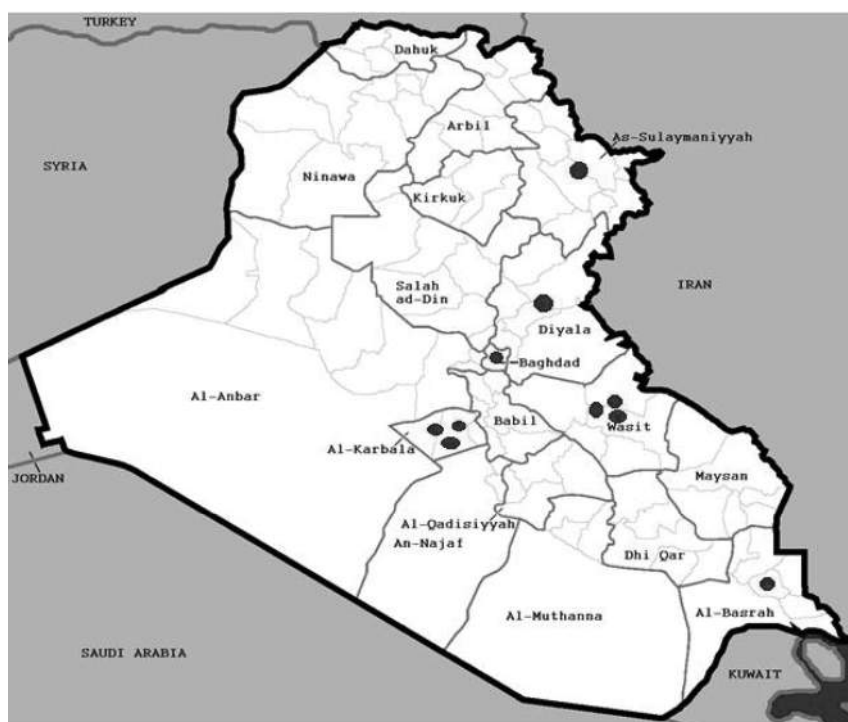 TURKEY
Dahuk
Arbil
As-Sulaymaniyyah
SYRIA
Ninawa
Kirkuk
Salah
ad-Din
IRAN
Diyala
Baghdad
Al-Anbar
Babil
Wasit
Al-Karbala
JORDAN
Maysan
Al-Qadisiyyah
An-Najaf
Dhi Qar
Al-Muthanna
Al-Basrah
SAUDI ARABIA
KUWAIT